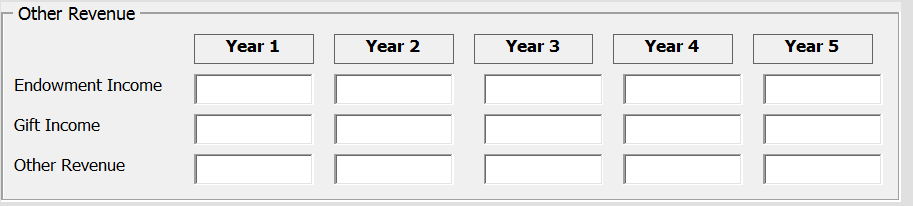 Other Revenue
Year 1 Year 2 Year 3 Year 4 Year 5
Endowment Income
Gift Income
Other Revenue